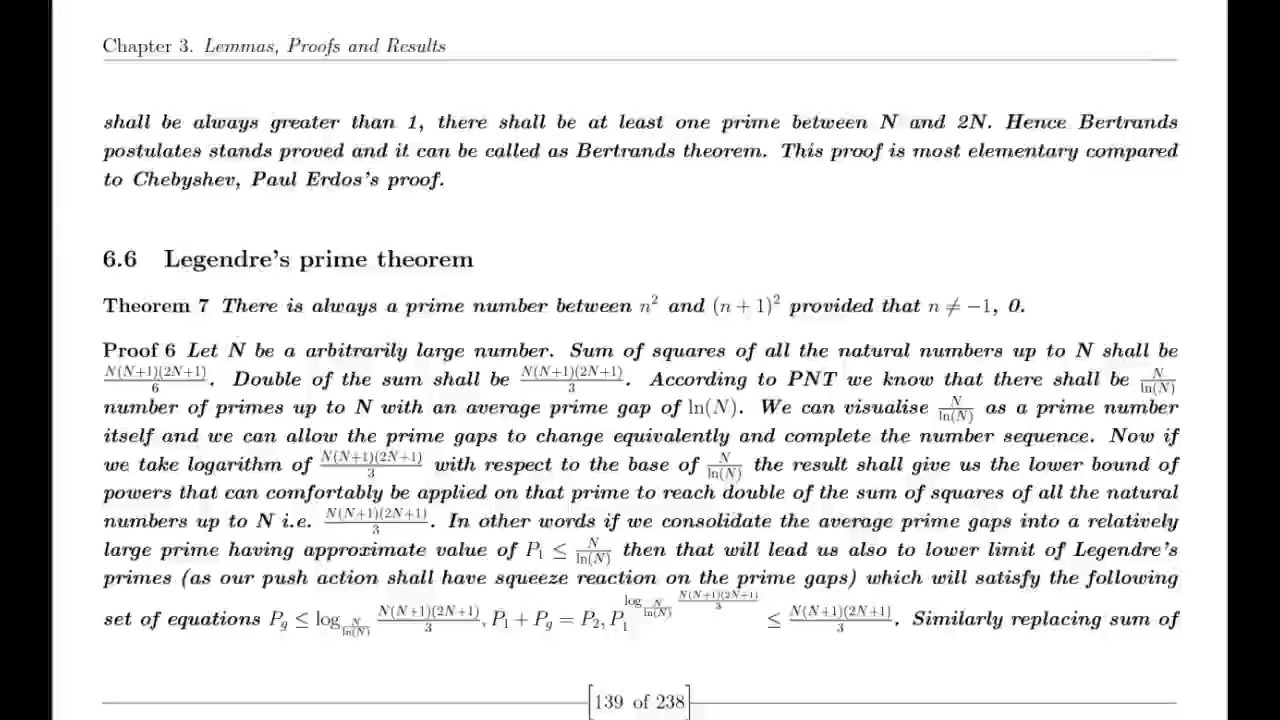 Chapter 3. Lemmas, Proofs and Results
shall be always greater than 1, there shall be at least one prime between N and 2N. Hence Bertrands
postulates stands proved and it can be called as Bertrands theorem. This proof is most elementary compared
to Chebyshev, Paul Erdos's proof.
6.6 Legendre's prime theorem
Theorem 7 There is always a prime number between n² and (n + 1)² provided that n ≠ −1, 0.
Proof 6 Let N be a arbitrarily large number. Sum of squares of all the natural numbers up to N shall be
N(N+1)(2N+1)/6. Double of the sum shall be N(N+1)(2N+1)/3. According to PNT we know that there shall be N/ln(N)
number of primes up to N with an average prime gap of ln(N). We can visualise N/ln(N) as a prime number
itself and we can allow the prime gaps to change equivalently and complete the number sequence. Now if
we take logarithm of N(N+1)(2N+1)/3 with respect to the base of N/ln(N) the result shall give us the lower bound of
powers that can comfortably be applied on that prime to reach double of the sum of squares of all the natural
numbers up to N i.e. N(N+1)(2N+1)/3. In other words if we consolidate the average prime gaps into a relatively
large prime having approximate value of P₁ ≤ N/ln(N) then that will lead us also to lower limit of Legendre's
primes (as our push action shall have squeeze reaction on the prime gaps) which will satisfy the following
set of equations P_g ≤ log_{N/ln(N)} N(N+1)(2N+1)/3, P₁ + P_g = P₂, P₁^{log_{N/ln(N)} N(N+1)(2N+1)/3} ≤ N(N+1)(2N+1)/3. Similarly replacing sum of
139 of 238